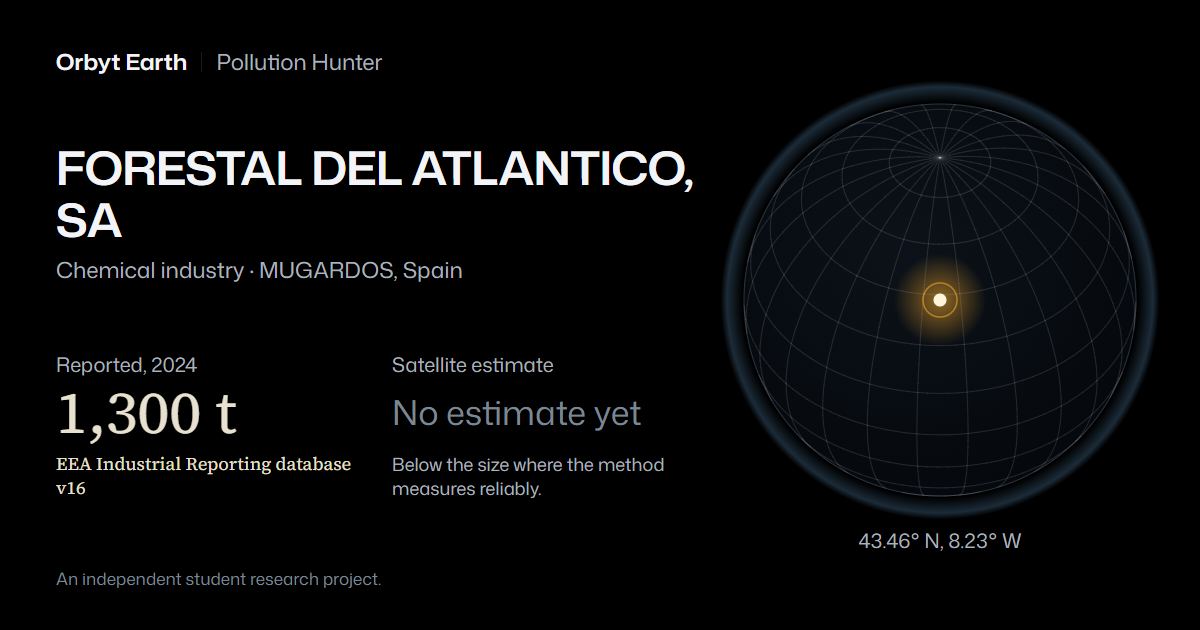 Orbyt Earth | Pollution Hunter
FORESTAL DEL ATLANTICO,
SA
Chemical industry · MUGARDOS, Spain
Reported, 2024
1,300 t
EEA Industrial Reporting database
v16
Satellite estimate
No estimate yet
Below the size where the method
measures reliably.
43.46° N, 8.23° W
An independent student research project.